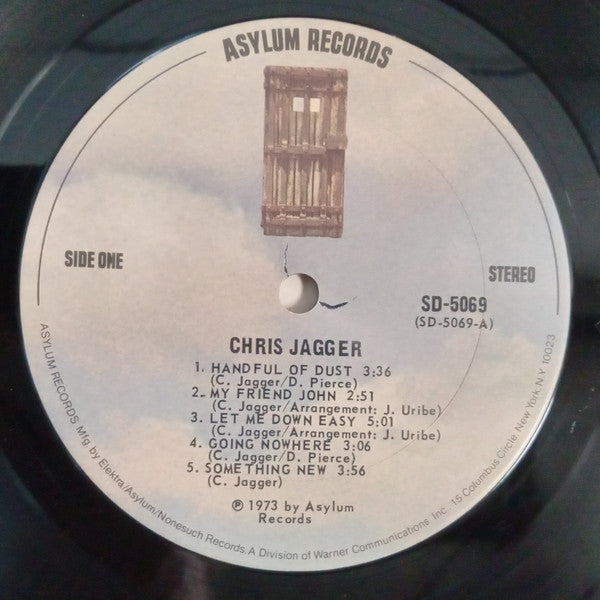 ASYLUM RECORDS
SIDE ONE
STEREO
SD-5069
(SD-5069-A)
CHRIS JAGGER
1. HANDFUL OF DUST 3:36
(C. Jagger/D. Pierce)
2. MY FRIEND JOHN 2:51
(C. Jagger/Arrangement: J. Uribe)
3. LET ME DOWN EASY 5:01
(C. Jagger/Arrangement: J. Uribe)
4. GOING NOWHERE 3:06
(C. Jagger/D. Pierce)
5. SOMETHING NEW 3:56
(C. Jagger)
℗ 1973 by Asylum
Records
ASYLUM RECORDS Mfg. by Elektra/Asylum/Nonesuch Records. A Division of Warner Communications Inc. 15 Columbus Circle New York. N.Y. 10023